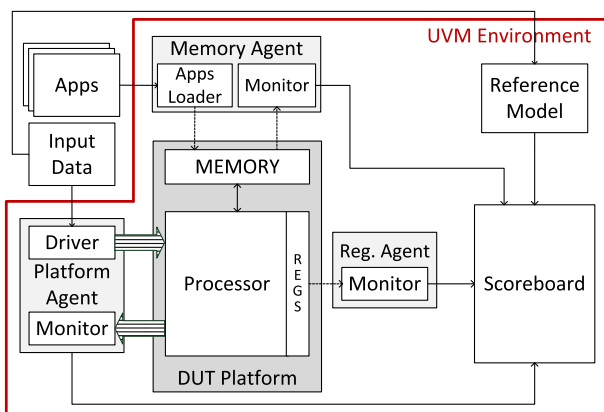 UVM Environment
Memory Agent
Apps
Apps
Loader
Monitor
Reference
Model
Input
Data
MEMORY
Driver
Platform
Agent
Monitor
Processor
R
E
G
S
Reg. Agent
Monitor
Scoreboard
DUT Platform